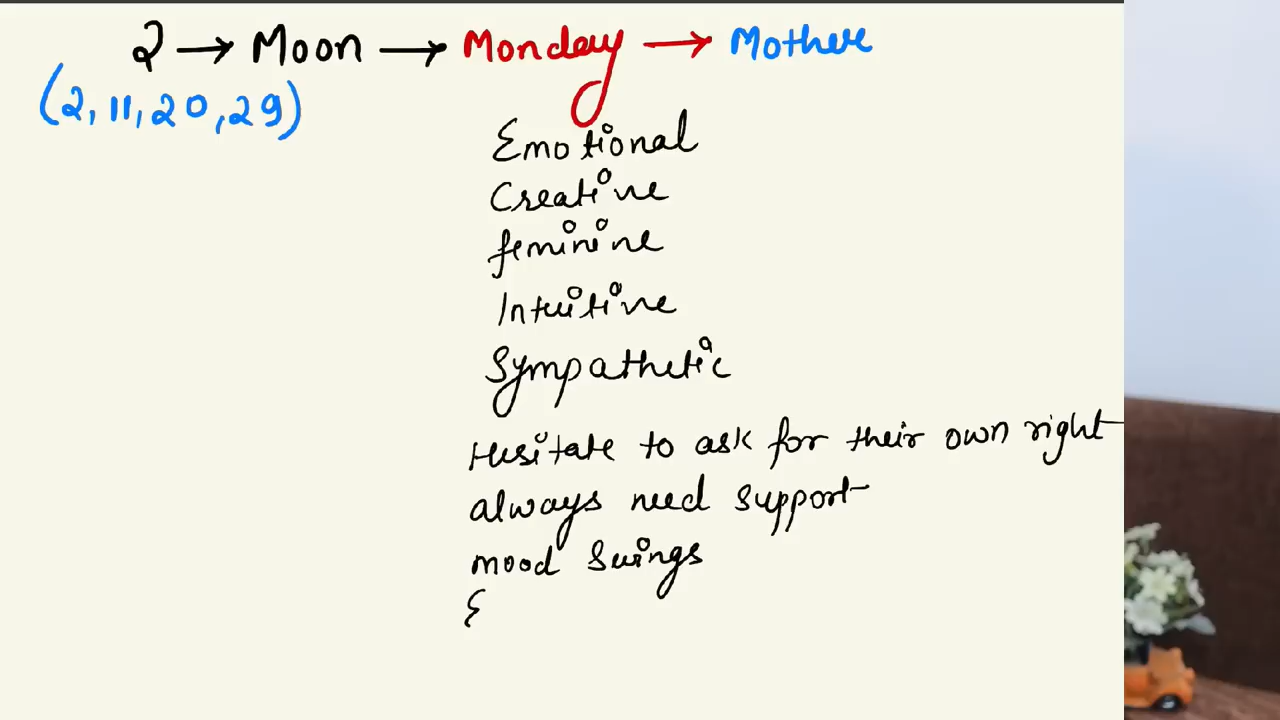 2 → Moon → Monday → Mother
(2, 11, 20, 29)
Emotional
Creative
feminine
Intuitive
Sympathetic
Hesitate to ask for their own right
always need support
mood swings
E